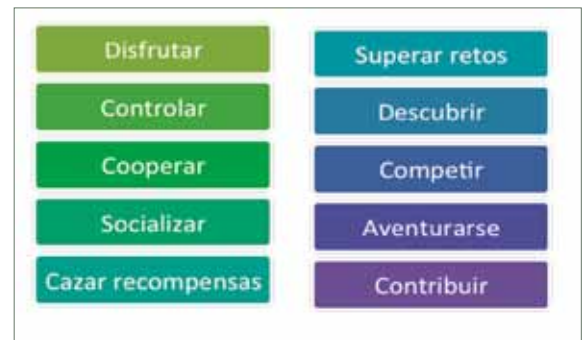 Disfrutar
Controlar
Cooperar
Socializar
Cazar recompensas
Superar retos
Descubrir
Competir
Aventurarse
Contribuir